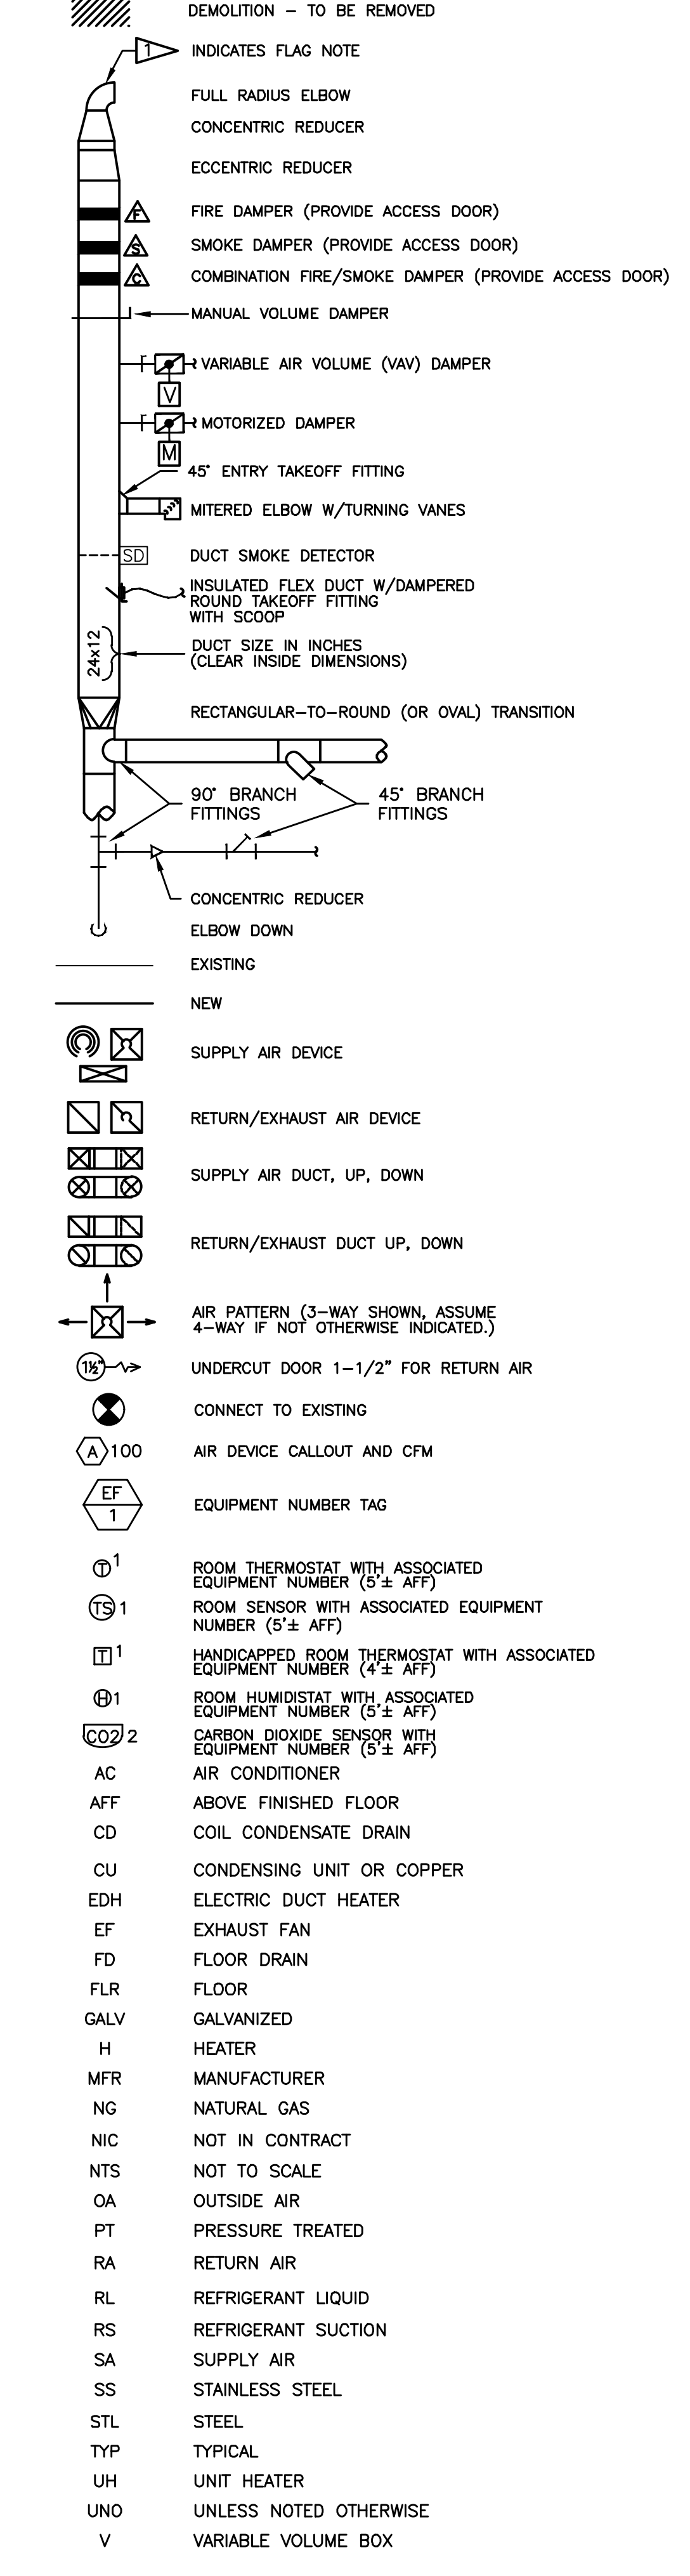 DEMOLITION – TO BE REMOVED
1 INDICATES FLAG NOTE
FULL RADIUS ELBOW
CONCENTRIC REDUCER
ECCENTRIC REDUCER
F FIRE DAMPER (PROVIDE ACCESS DOOR)
S SMOKE DAMPER (PROVIDE ACCESS DOOR)
C COMBINATION FIRE/SMOKE DAMPER (PROVIDE ACCESS DOOR)
MANUAL VOLUME DAMPER
VARIABLE AIR VOLUME (VAV) DAMPER
V
MOTORIZED DAMPER
M
45° ENTRY TAKEOFF FITTING
MITERED ELBOW W/TURNING VANES
SD DUCT SMOKE DETECTOR
INSULATED FLEX DUCT W/DAMPERED
ROUND TAKEOFF FITTING
WITH SCOOP
24x12
DUCT SIZE IN INCHES
(CLEAR INSIDE DIMENSIONS)
RECTANGULAR–TO–ROUND (OR OVAL) TRANSITION
90° BRANCH
FITTINGS
45° BRANCH
FITTINGS
CONCENTRIC REDUCER
ELBOW DOWN
EXISTING
NEW
SUPPLY AIR DEVICE
RETURN/EXHAUST AIR DEVICE
SUPPLY AIR DUCT, UP, DOWN
RETURN/EXHAUST DUCT UP, DOWN
AIR PATTERN (3–WAY SHOWN, ASSUME
4–WAY IF NOT OTHERWISE INDICATED.)
1½" UNDERCUT DOOR 1–1/2" FOR RETURN AIR
CONNECT TO EXISTING
A 100 AIR DEVICE CALLOUT AND CFM
EF
1
EQUIPMENT NUMBER TAG
T 1 ROOM THERMOSTAT WITH ASSOCIATED
EQUIPMENT NUMBER (5'± AFF)
TS 1 ROOM SENSOR WITH ASSOCIATED EQUIPMENT
NUMBER (5'± AFF)
T 1 HANDICAPPED ROOM THERMOSTAT WITH ASSOCIATED
EQUIPMENT NUMBER (4'± AFF)
H 1 ROOM HUMIDISTAT WITH ASSOCIATED
EQUIPMENT NUMBER (5'± AFF)
CO2 2 CARBON DIOXIDE SENSOR WITH
EQUIPMENT NUMBER (5'± AFF)
AC AIR CONDITIONER
AFF ABOVE FINISHED FLOOR
CD COIL CONDENSATE DRAIN
CU CONDENSING UNIT OR COPPER
EDH ELECTRIC DUCT HEATER
EF EXHAUST FAN
FD FLOOR DRAIN
FLR FLOOR
GALV GALVANIZED
H HEATER
MFR MANUFACTURER
NG NATURAL GAS
NIC NOT IN CONTRACT
NTS NOT TO SCALE
OA OUTSIDE AIR
PT PRESSURE TREATED
RA RETURN AIR
RL REFRIGERANT LIQUID
RS REFRIGERANT SUCTION
SA SUPPLY AIR
SS STAINLESS STEEL
STL STEEL
TYP TYPICAL
UH UNIT HEATER
UNO UNLESS NOTED OTHERWISE
V VARIABLE VOLUME BOX